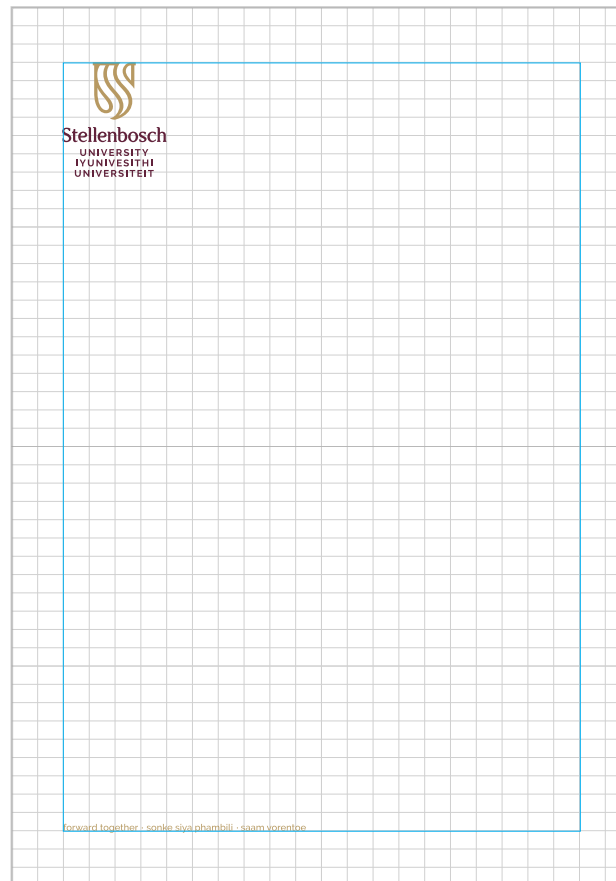 Stellenbosch
UNIVERSITY
IYUNIVESITHI
UNIVERSITEIT
forward together · sonke siya phambili · saam vorentoe